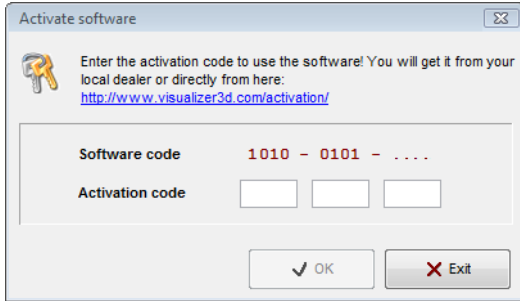 Activate software
Enter the activation code to use the software! You will get it from your
local dealer or directly from here:
http://www.visualizer3d.com/activation/
Software code 1010 - 0101 - ....
Activation code
OK Exit